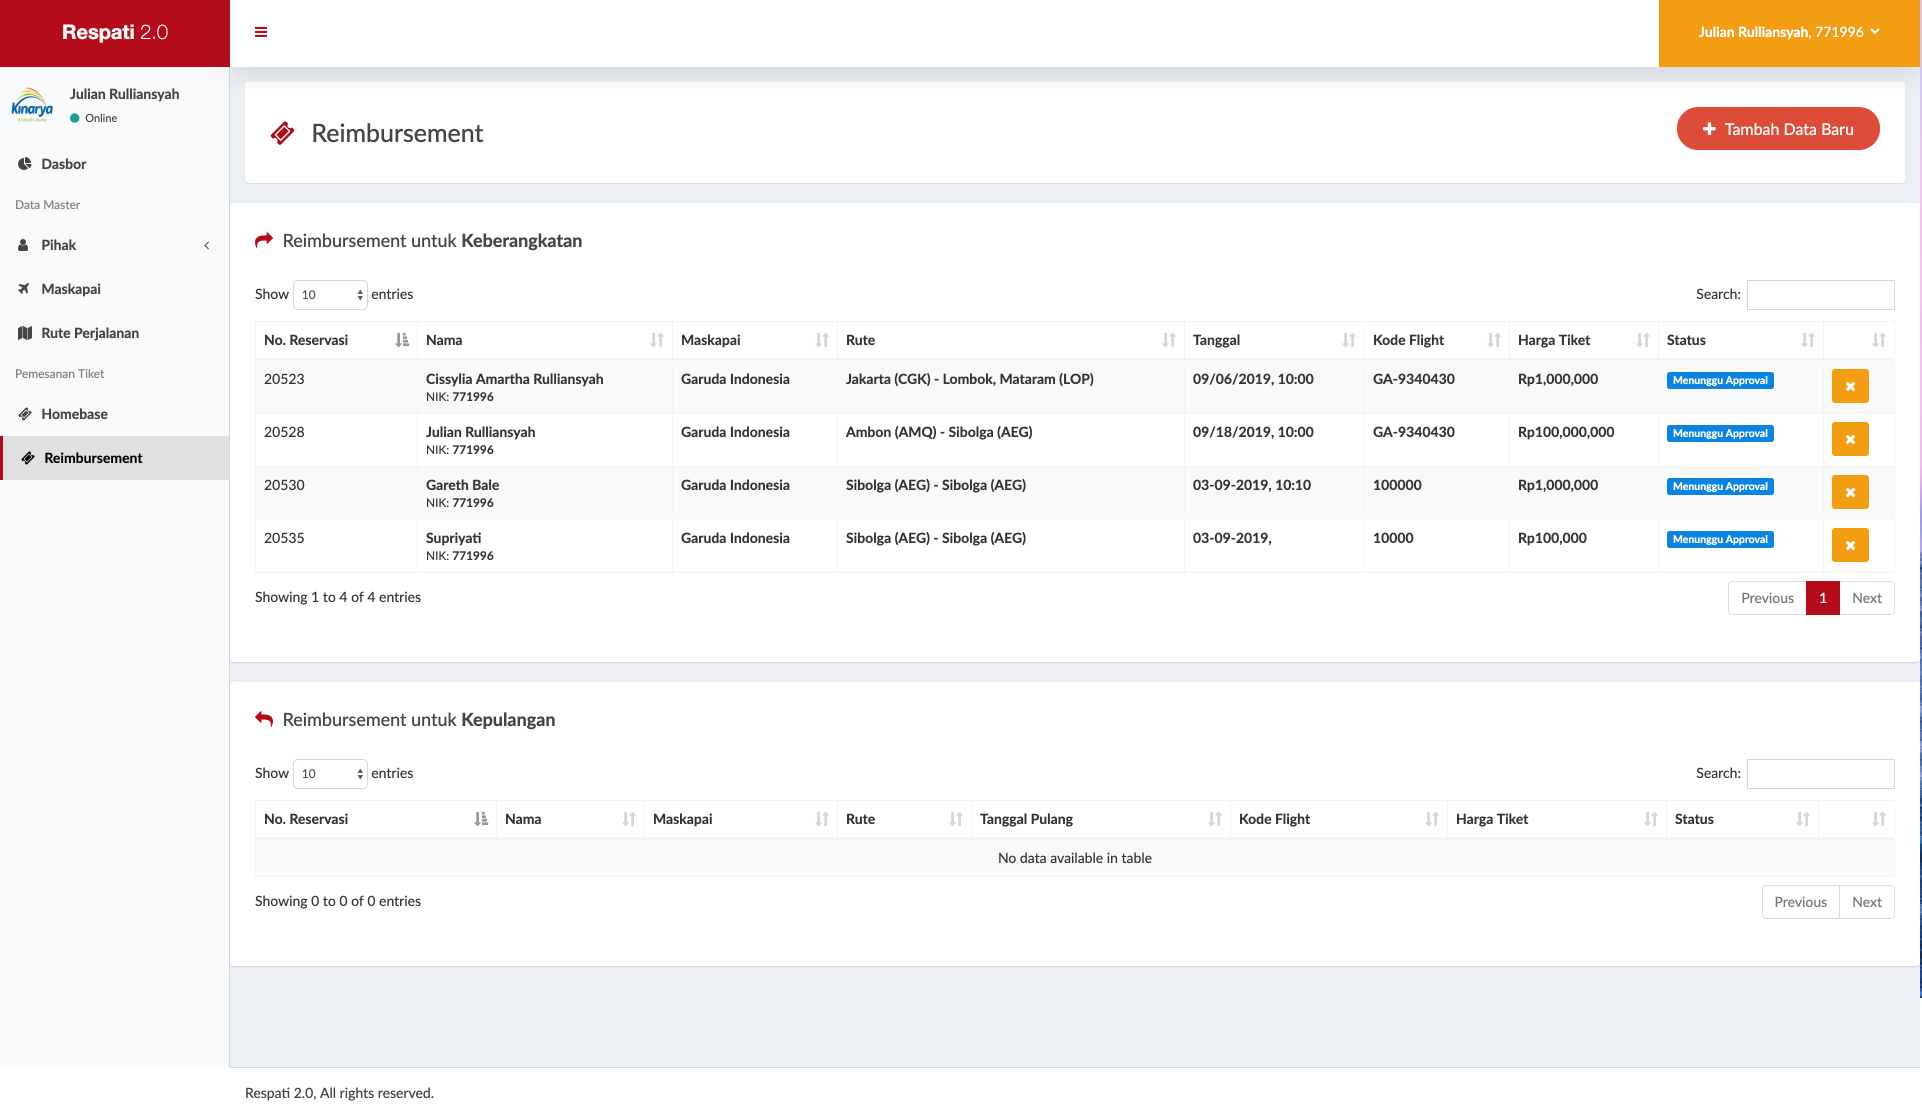 Respati 2.0
Julian Rulliansyah, 771996
Kinarya
Julian Rulliansyah
Online
Dasbor
Data Master
Pihak
Maskapai
Rute Perjalanan
Pemesanan Tiket
Homebase
Reimbursement
Reimbursement
Tambah Data Baru
Reimbursement untuk Keberangkatan
Show 10 entries
Search:
No. Reservasi Nama Maskapai Rute Tanggal Kode Flight Harga Tiket Status
20523 Cissylia Amartha Rulliansyah Garuda Indonesia Jakarta (CGK) - Lombok, Mataram (LOP) 09/06/2019, 10:00 GA-9340430 Rp1,000,000 Menunggu Approval
NIK: 771996
20528 Julian Rulliansyah Garuda Indonesia Ambon (AMQ) - Sibolga (AEG) 09/18/2019, 10:00 GA-9340430 Rp100,000,000 Menunggu Approval
NIK: 771996
20530 Gareth Bale Garuda Indonesia Sibolga (AEG) - Sibolga (AEG) 03-09-2019, 10:10 100000 Rp1,000,000 Menunggu Approval
NIK: 771996
20535 Supriyati Garuda Indonesia Sibolga (AEG) - Sibolga (AEG) 03-09-2019, 10000 Rp100,000 Menunggu Approval
NIK: 771996
Showing 1 to 4 of 4 entries
Previous 1 Next
Reimbursement untuk Kepulangan
Show 10 entries
Search:
No. Reservasi Nama Maskapai Rute Tanggal Pulang Kode Flight Harga Tiket Status
No data available in table
Showing 0 to 0 of 0 entries
Previous Next
Respati 2.0, All rights reserved.